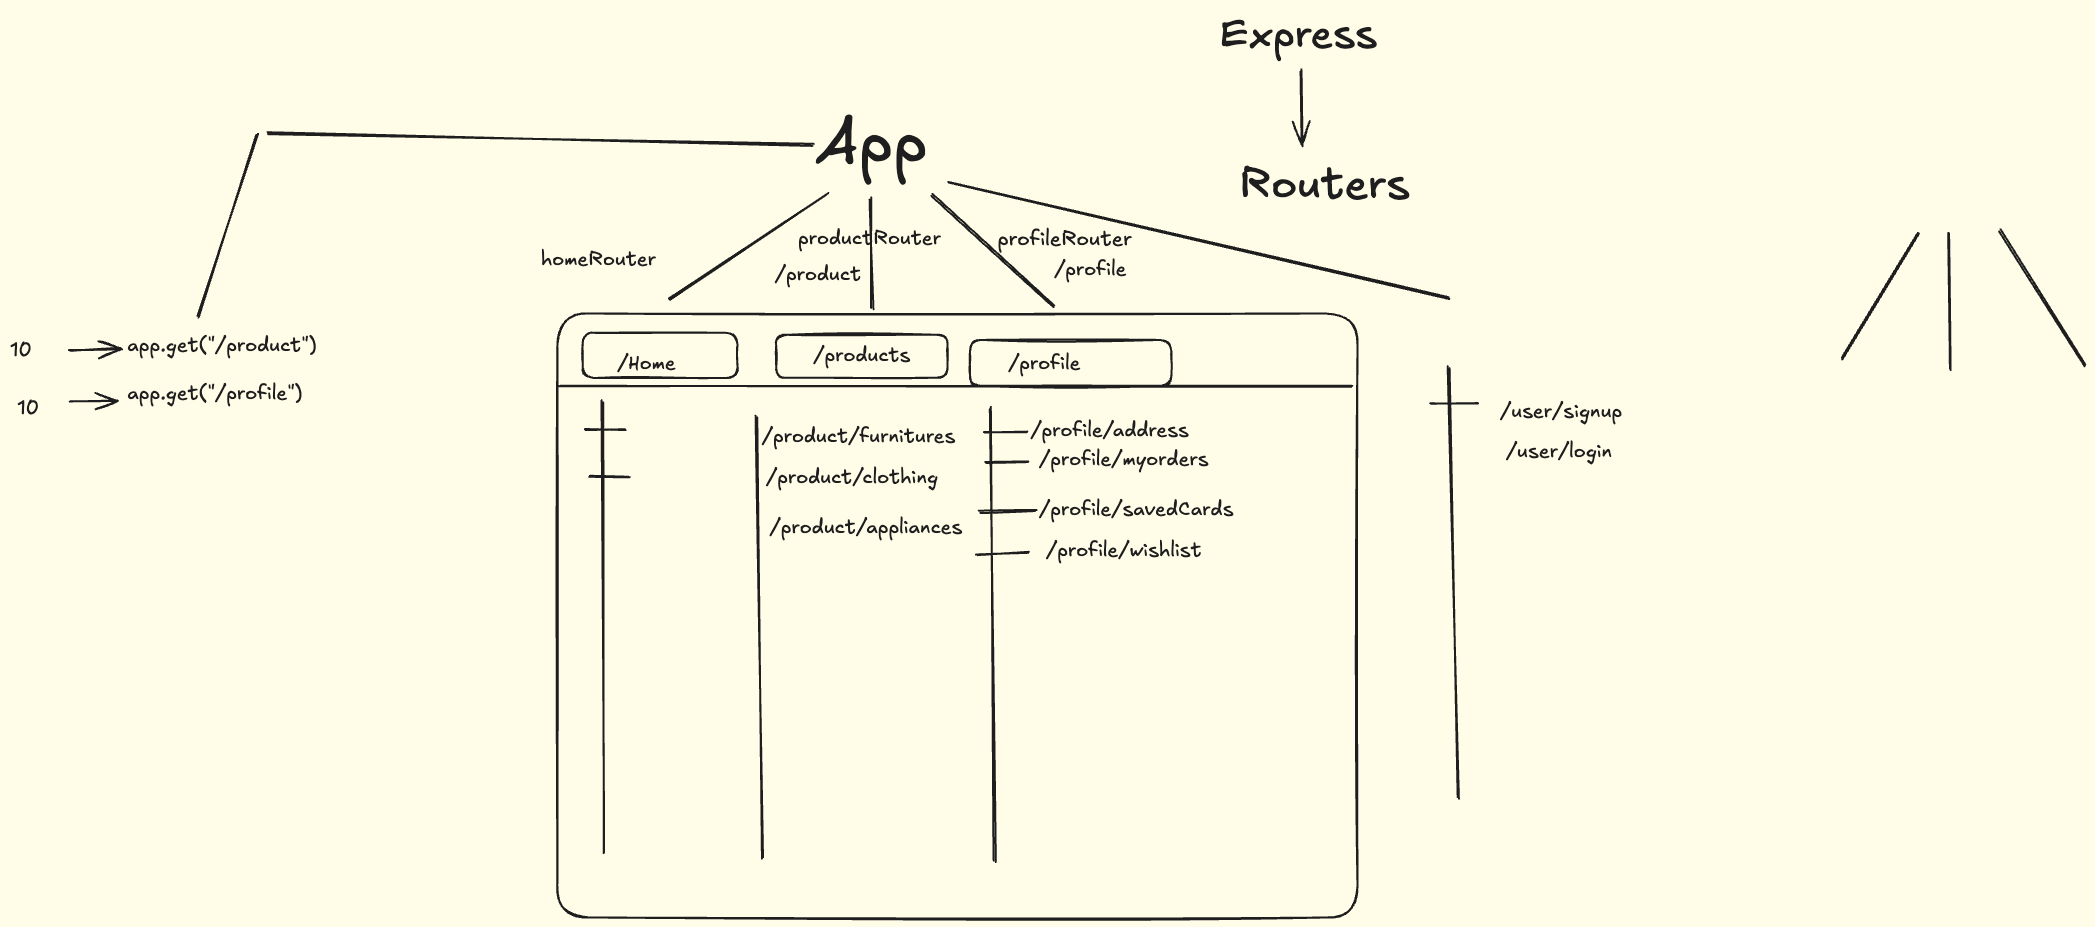 Express
App
Routers
homeRouter
productRouter
/product
profileRouter
/profile
10
app.get("/product")
10
app.get("/profile")
/Home
/products
/profile
/product/furnitures
/product/clothing
/product/appliances
/profile/address
/profile/myorders
/profile/savedCards
/profile/wishlist
/user/signup
/user/login